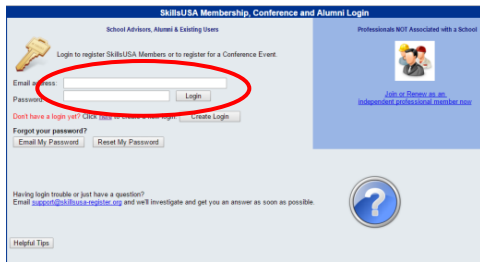 SkillsUSA Membership, Conference and Alumni Login
School Advisors, Alumni & Existing Users
Login to register SkillsUSA Members or to register for a Conference Event.
Email address:
Password:
Login
Don't have a login yet? Click here to create a new login
Create Login
Forgot your password?
Email My Password
Reset My Password
Having login trouble or just have a question?
Email support@skillsusa-register.org and we'll investigate and get you an answer as soon as possible.
Helpful Tips
Professionals NOT Associated with a School
Join or Renew as an
independent professional member now